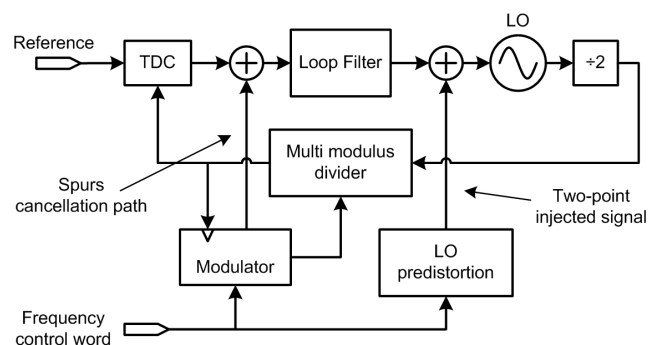 LO
Reference
TDC
Loop Filter
÷2
Multi modulus
divider
Spurs
cancellation path
Two-point
injected signal
Modulator
LO
predistortion
Frequency
control word